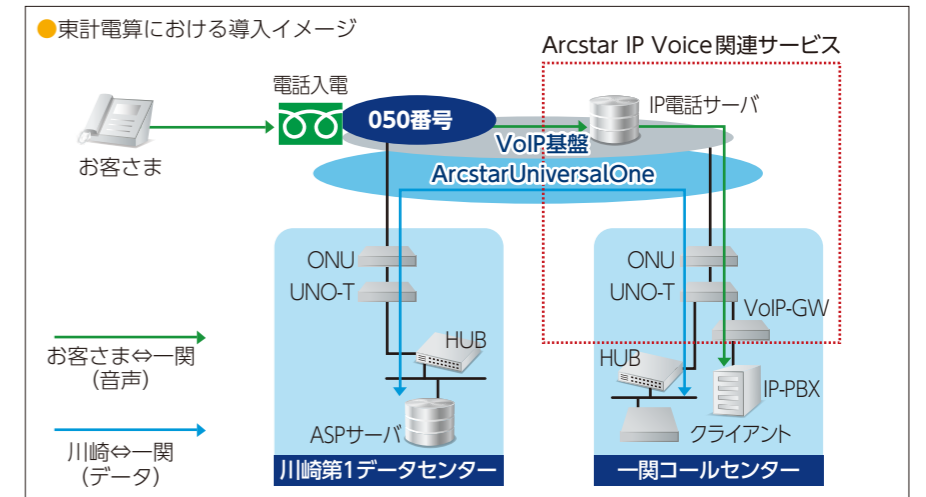 ●東計電算における導入イメージ
Arcstar IP Voice関連サービス
電話入電
お客さま
050番号
IP電話サーバ
VoIP基盤
ArcstarUniversalOne
ONU
UNO-T
HUB
ASPサーバ
川崎第1データセンター
ONU
UNO-T
VoIP-GW
HUB
IP-PBX
クライアント
一関コールセンター
お客さま⇔一関
(音声)
川崎⇔一関
(データ)